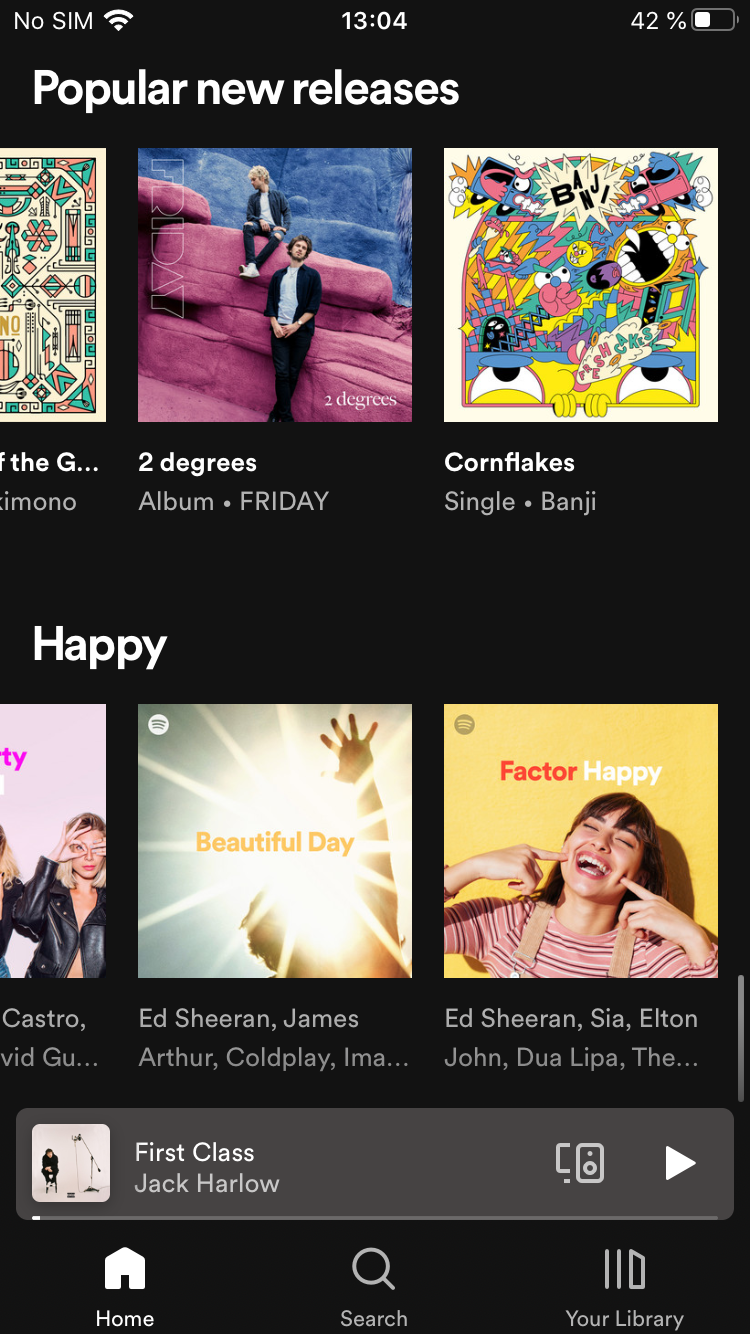 No SIM 13:04 42 %
Popular new releases
NO
FRIDAY
2 degrees
BANJI
FRESH CAKES
f the G... 2 degrees Cornflakes
kimono Album • FRIDAY Single • Banji
Happy
rty
Beautiful Day
Factor Happy
Castro, Ed Sheeran, James Ed Sheeran, Sia, Elton
vid Gu... Arthur, Coldplay, Ima... John, Dua Lipa, The...
First Class
Jack Harlow
Home Search Your Library